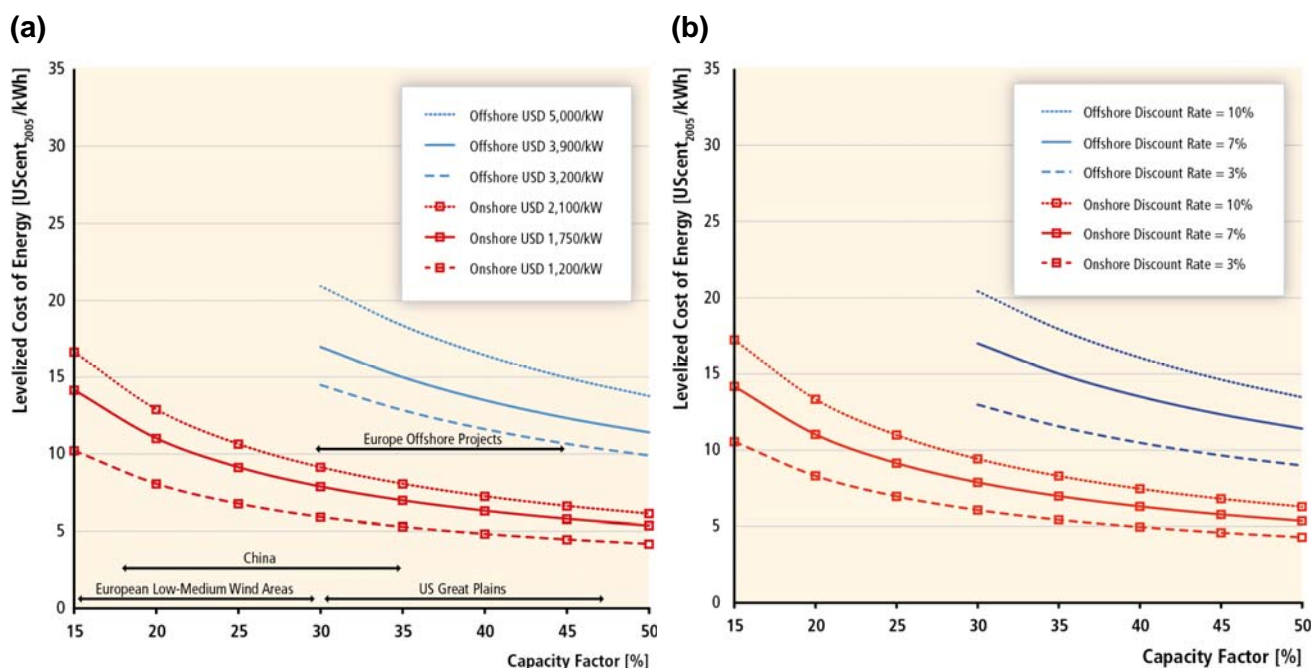 (a)
Levelized Cost of Energy [UScent2005/kWh]
35
30
25
20
15
10
5
0
Offshore USD 5,000/kW
Offshore USD 3,900/kW
Offshore USD 3,200/kW
Onshore USD 2,100/kW
Onshore USD 1,750/kW
Onshore USD 1,200/kW
Europe Offshore Projects
China
European Low-Medium Wind Areas
US Great Plains
15 20 25 30 35 40 45 50
Capacity Factor [%]
(b)
Levelized Cost of Energy [UScent2005/kWh]
35
30
25
20
15
10
5
0
Offshore Discount Rate = 10%
Offshore Discount Rate = 7%
Offshore Discount Rate = 3%
Onshore Discount Rate = 10%
Onshore Discount Rate = 7%
Onshore Discount Rate = 3%
15 20 25 30 35 40 45 50
Capacity Factor [%]